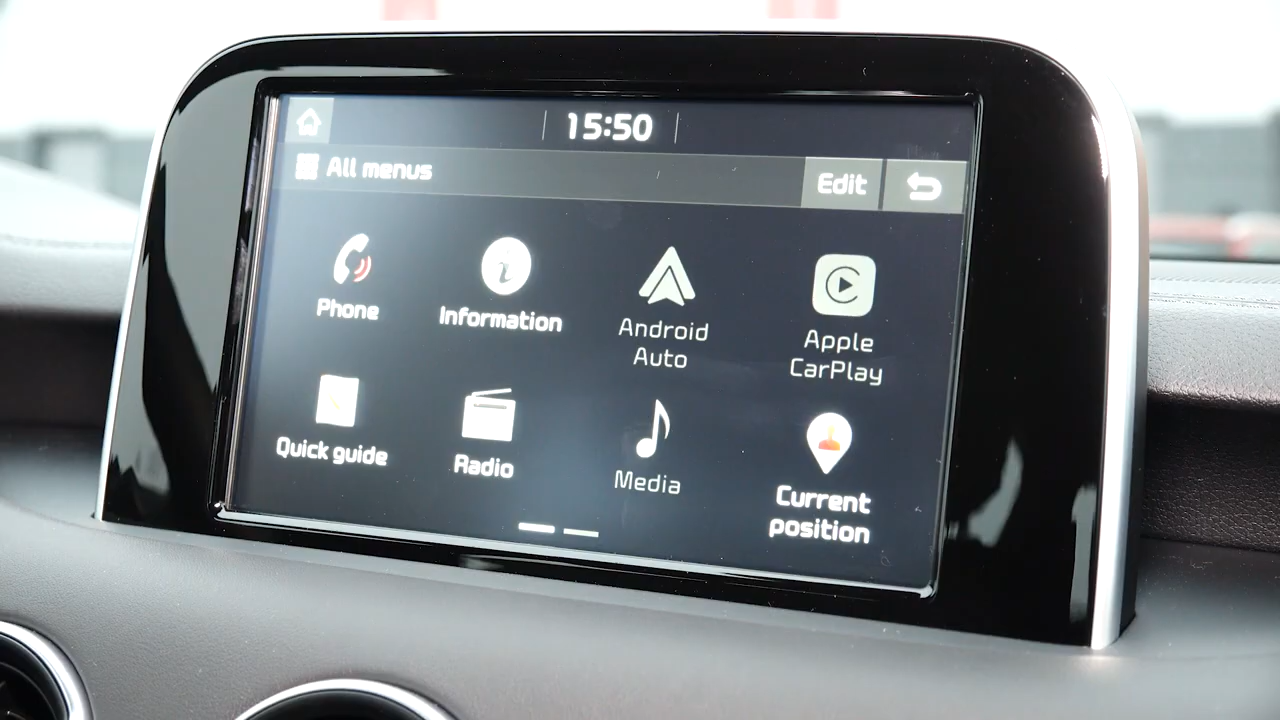 15:50
All menus
Edit
Phone
Information
Android
Auto
Apple
CarPlay
Quick guide
Radio
Media
Current
position